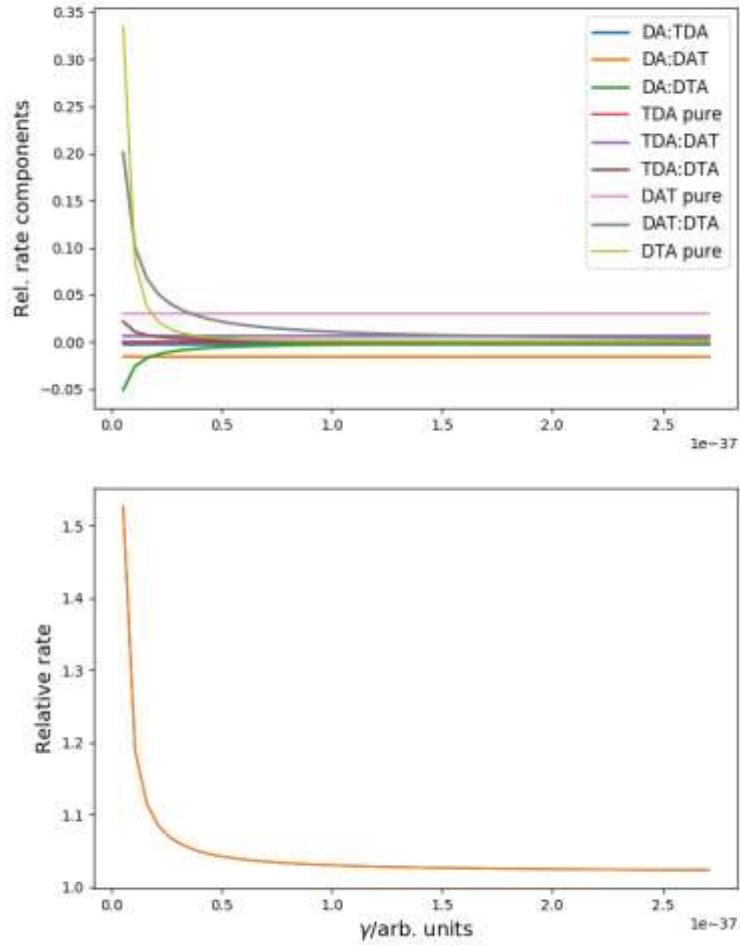 0.35
0.30
0.25
0.20
0.15
0.10
0.05
0.00
−0.05
Rel. rate components
DA:TDA
DA:DAT
DA:DTA
TDA pure
TDA:DAT
TDA:DTA
DAT pure
DAT:DTA
DTA pure
0.0 0.5 1.0 1.5 2.0 2.5
1e−37
1.5
1.4
1.3
1.2
1.1
1.0
Relative rate
0.0 0.5 1.0 1.5 2.0 2.5
1e−37
γ/arb. units